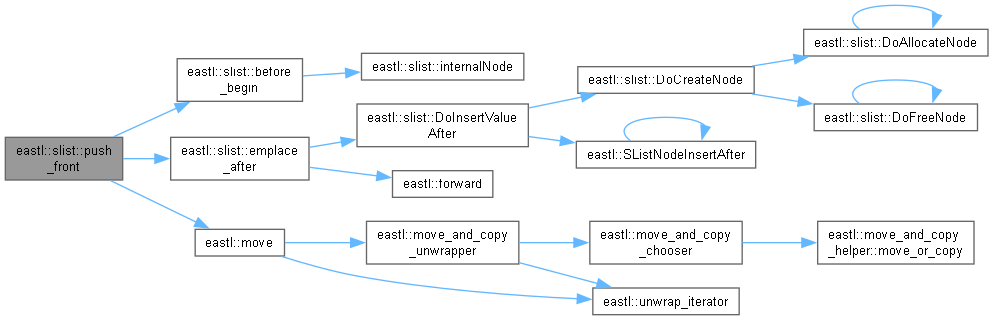 eastl::slist::push
_front
eastl::slist::before
_begin
eastl::slist::internalNode
eastl::slist::emplace
_after
eastl::slist::DoInsertValue
After
eastl::slist::DoCreateNode
eastl::slist::DoAllocateNode
eastl::slist::DoFreeNode
eastl::SListNodeInsertAfter
eastl::forward
eastl::move
eastl::move_and_copy
_unwrapper
eastl::move_and_copy
_chooser
eastl::move_and_copy
_helper::move_or_copy
eastl::unwrap_iterator